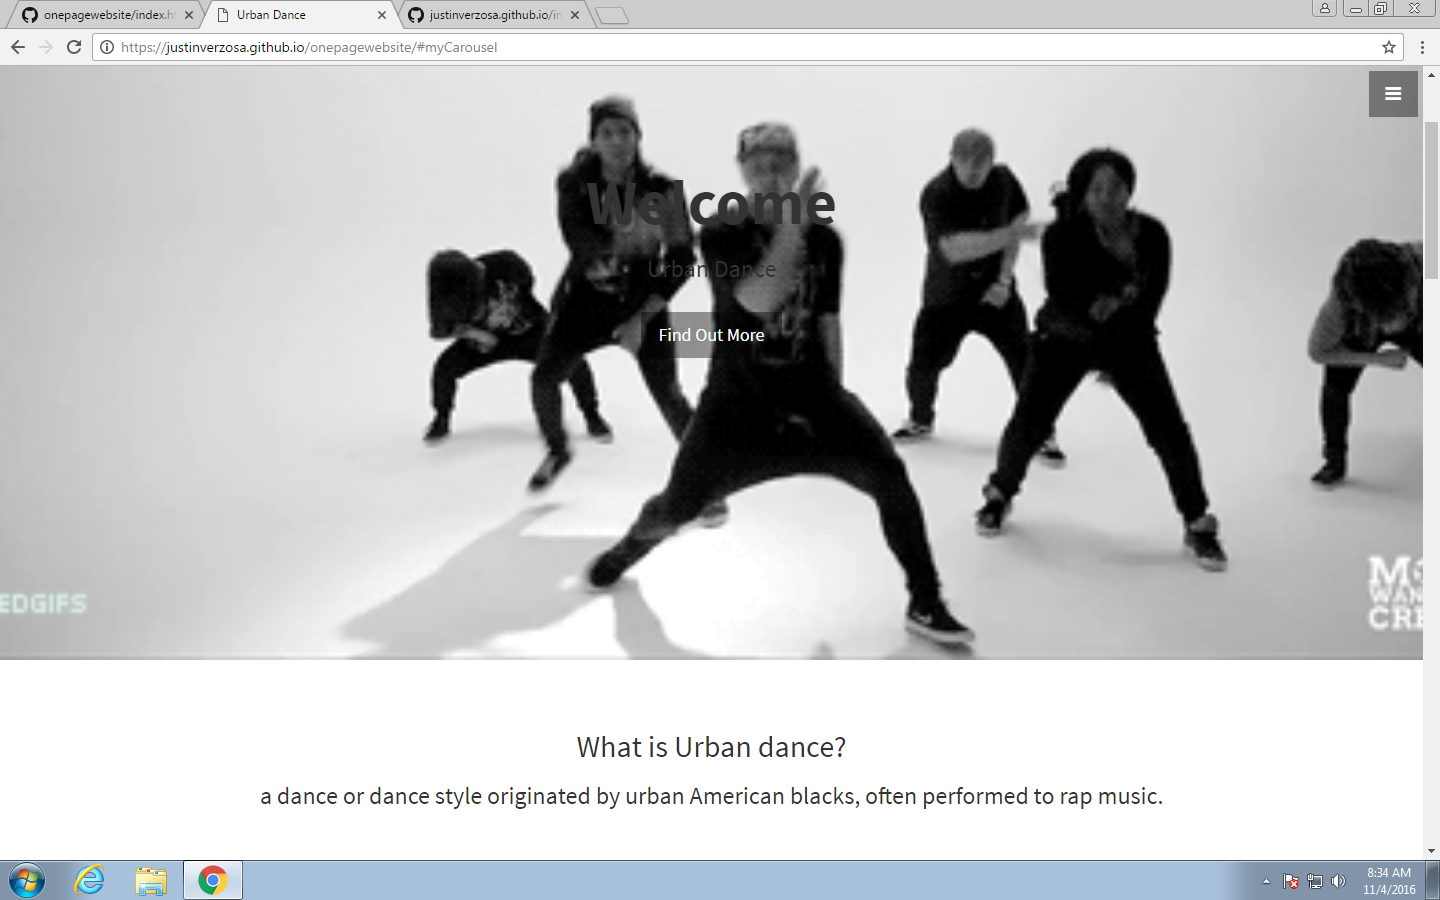 onepagewebsite/index.h
Urban Dance
justinverzosa.github.io/in
https://justinverzosa.github.io/onepagewebsite/#myCarousel
Welcome
Urban Dance
Find Out More
EDGIFS
WAN
CRE
What is Urban dance?
a dance or dance style originated by urban American blacks, often performed to rap music.
8:34 AM
11/4/2016